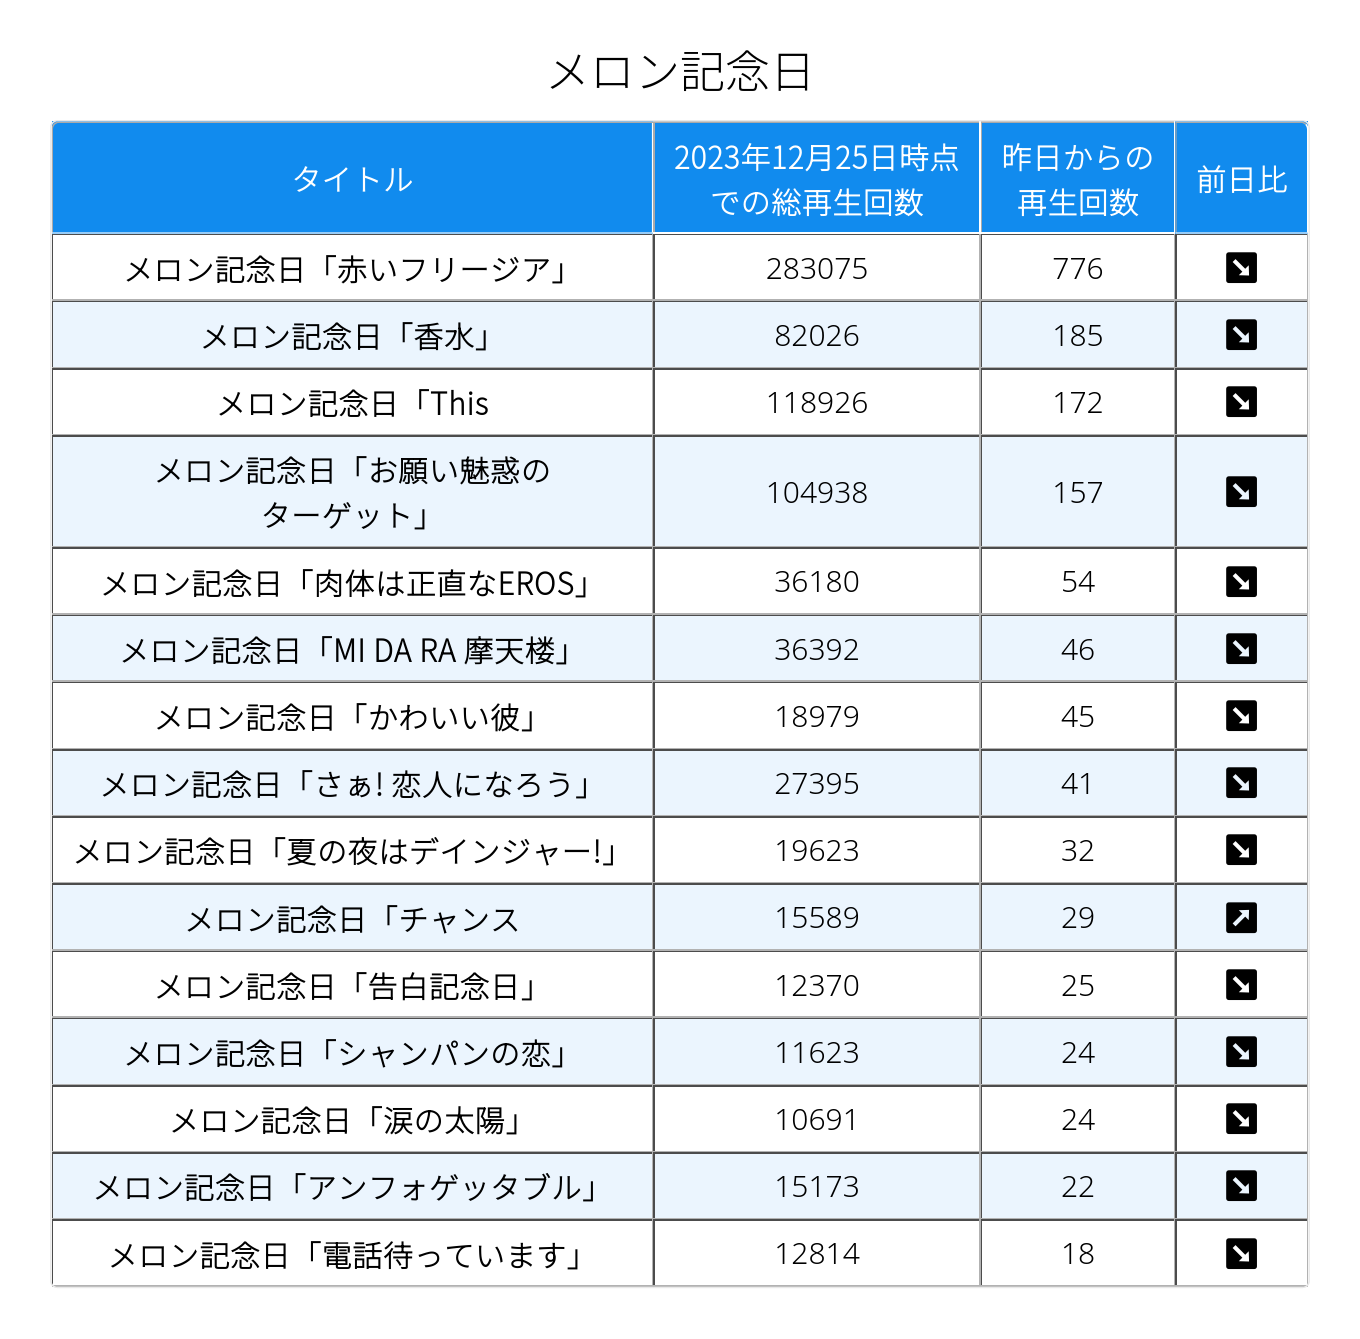 メロン記念日
タイトル 2023年12月25日時点 昨日からの 前日比
での総再生回数 再生回数
メロン記念日「赤いフリージア」 283075 776
メロン記念日「香水」 82026 185
メロン記念日「This 118926 172
メロン記念日「お願い魅惑の
ターゲット」 104938 157
メロン記念日「肉体は正直なEROS」 36180 54
メロン記念日「MI DA RA 摩天楼」 36392 46
メロン記念日「かわいい彼」 18979 45
メロン記念日「さぁ! 恋人になろう」 27395 41
メロン記念日「夏の夜はデインジャー!」 19623 32
メロン記念日「チャンス 15589 29
メロン記念日「告白記念日」 12370 25
メロン記念日「シャンパンの恋」 11623 24
メロン記念日「涙の太陽」 10691 24
メロン記念日「アンフォゲッタブル」 15173 22
メロン記念日「電話待っています」 12814 18